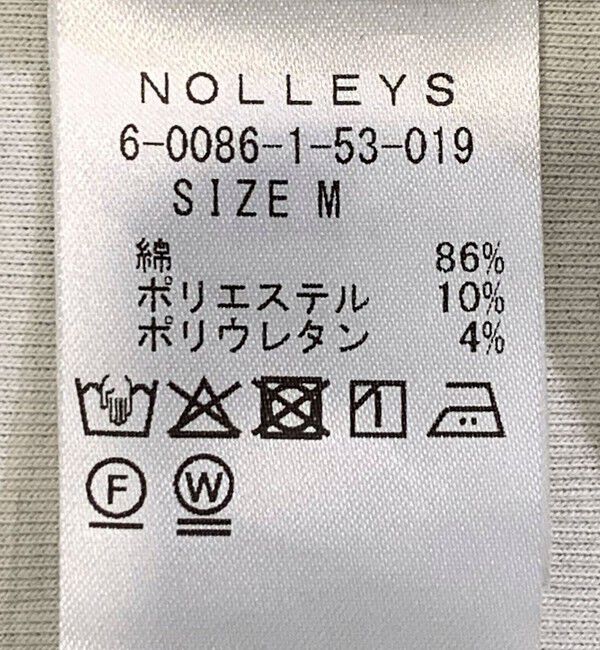 NOLLEYS
6-0086-1-53-019
SIZE M
綿 86%
ポリエステル 10%
ポリウレタン 4%
F W